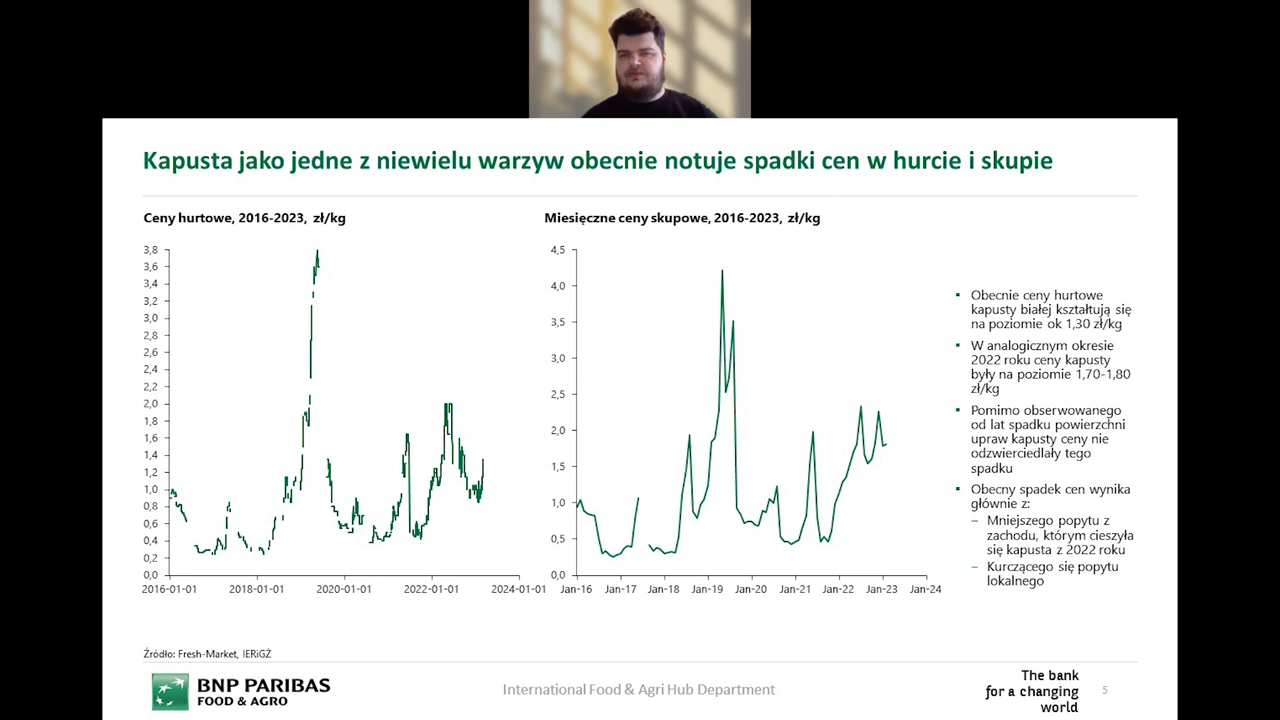 Kapusta jako jedne z niewielu warzyw obecnie notuje spadki cen w hurcie i skupie
Ceny hurtowe, 2016-2023, zł/kg
3,8
3,6
3,4
3,2
3,0
2,8
2,6
2,4
2,2
2,0
1,8
1,6
1,4
1,2
1,0
0,8
0,6
0,4
0,2
0,0
2016-01-01 2018-01-01 2020-01-01 2022-01-01 2024-01-01
Miesięczne ceny skupowe, 2016-2023, zł/kg
4,5
4,0
3,5
3,0
2,5
2,0
1,5
1,0
0,5
0,0
Jan-16 Jan-17 Jan-18 Jan-19 Jan-20 Jan-21 Jan-22 Jan-23 Jan-24
▪ Obecnie ceny hurtowe
kapusty białej kształtują się
na poziomie ok 1,30 zł/kg
▪ W analogicznym okresie
2022 roku ceny kapusty
były na poziomie 1,70-1,80
zł/kg
▪ Pomimo obserwowanego
od lat spadku powierzchni
upraw kapusty ceny nie
odzwierciedlały tego
spadku
▪ Obecny spadek cen wynika
głównie z:
– Mniejszego popytu z
zachodu, którym cieszyła
się kapusta z 2022 roku
– Kurczącego się popytu
lokalnego
Źródło: Fresh-Market, IERiGŻ
BNP PARIBAS
FOOD & AGRO
International Food & Agri Hub Department
The bank
for a changing
world
5